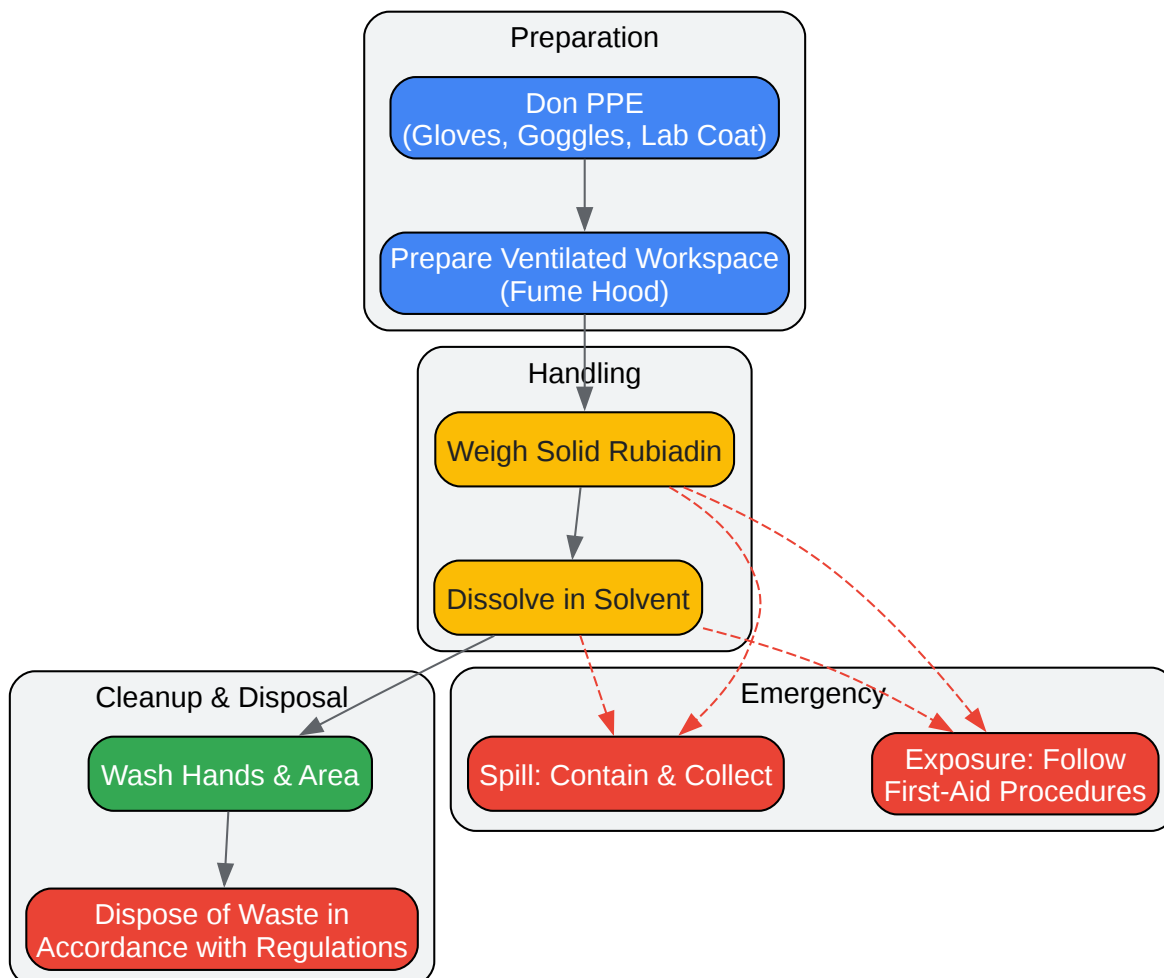 Preparation
Don PPE
(Gloves, Goggles, Lab Coat)
Prepare Ventilated Workspace
(Fume Hood)
Handling
Weigh Solid Rubiadin
Dissolve in Solvent
Cleanup & Disposal
Wash Hands & Area
Dispose of Waste in
Accordance with Regulations
Emergency
Spill: Contain & Collect
Exposure: Follow
First-Aid Procedures